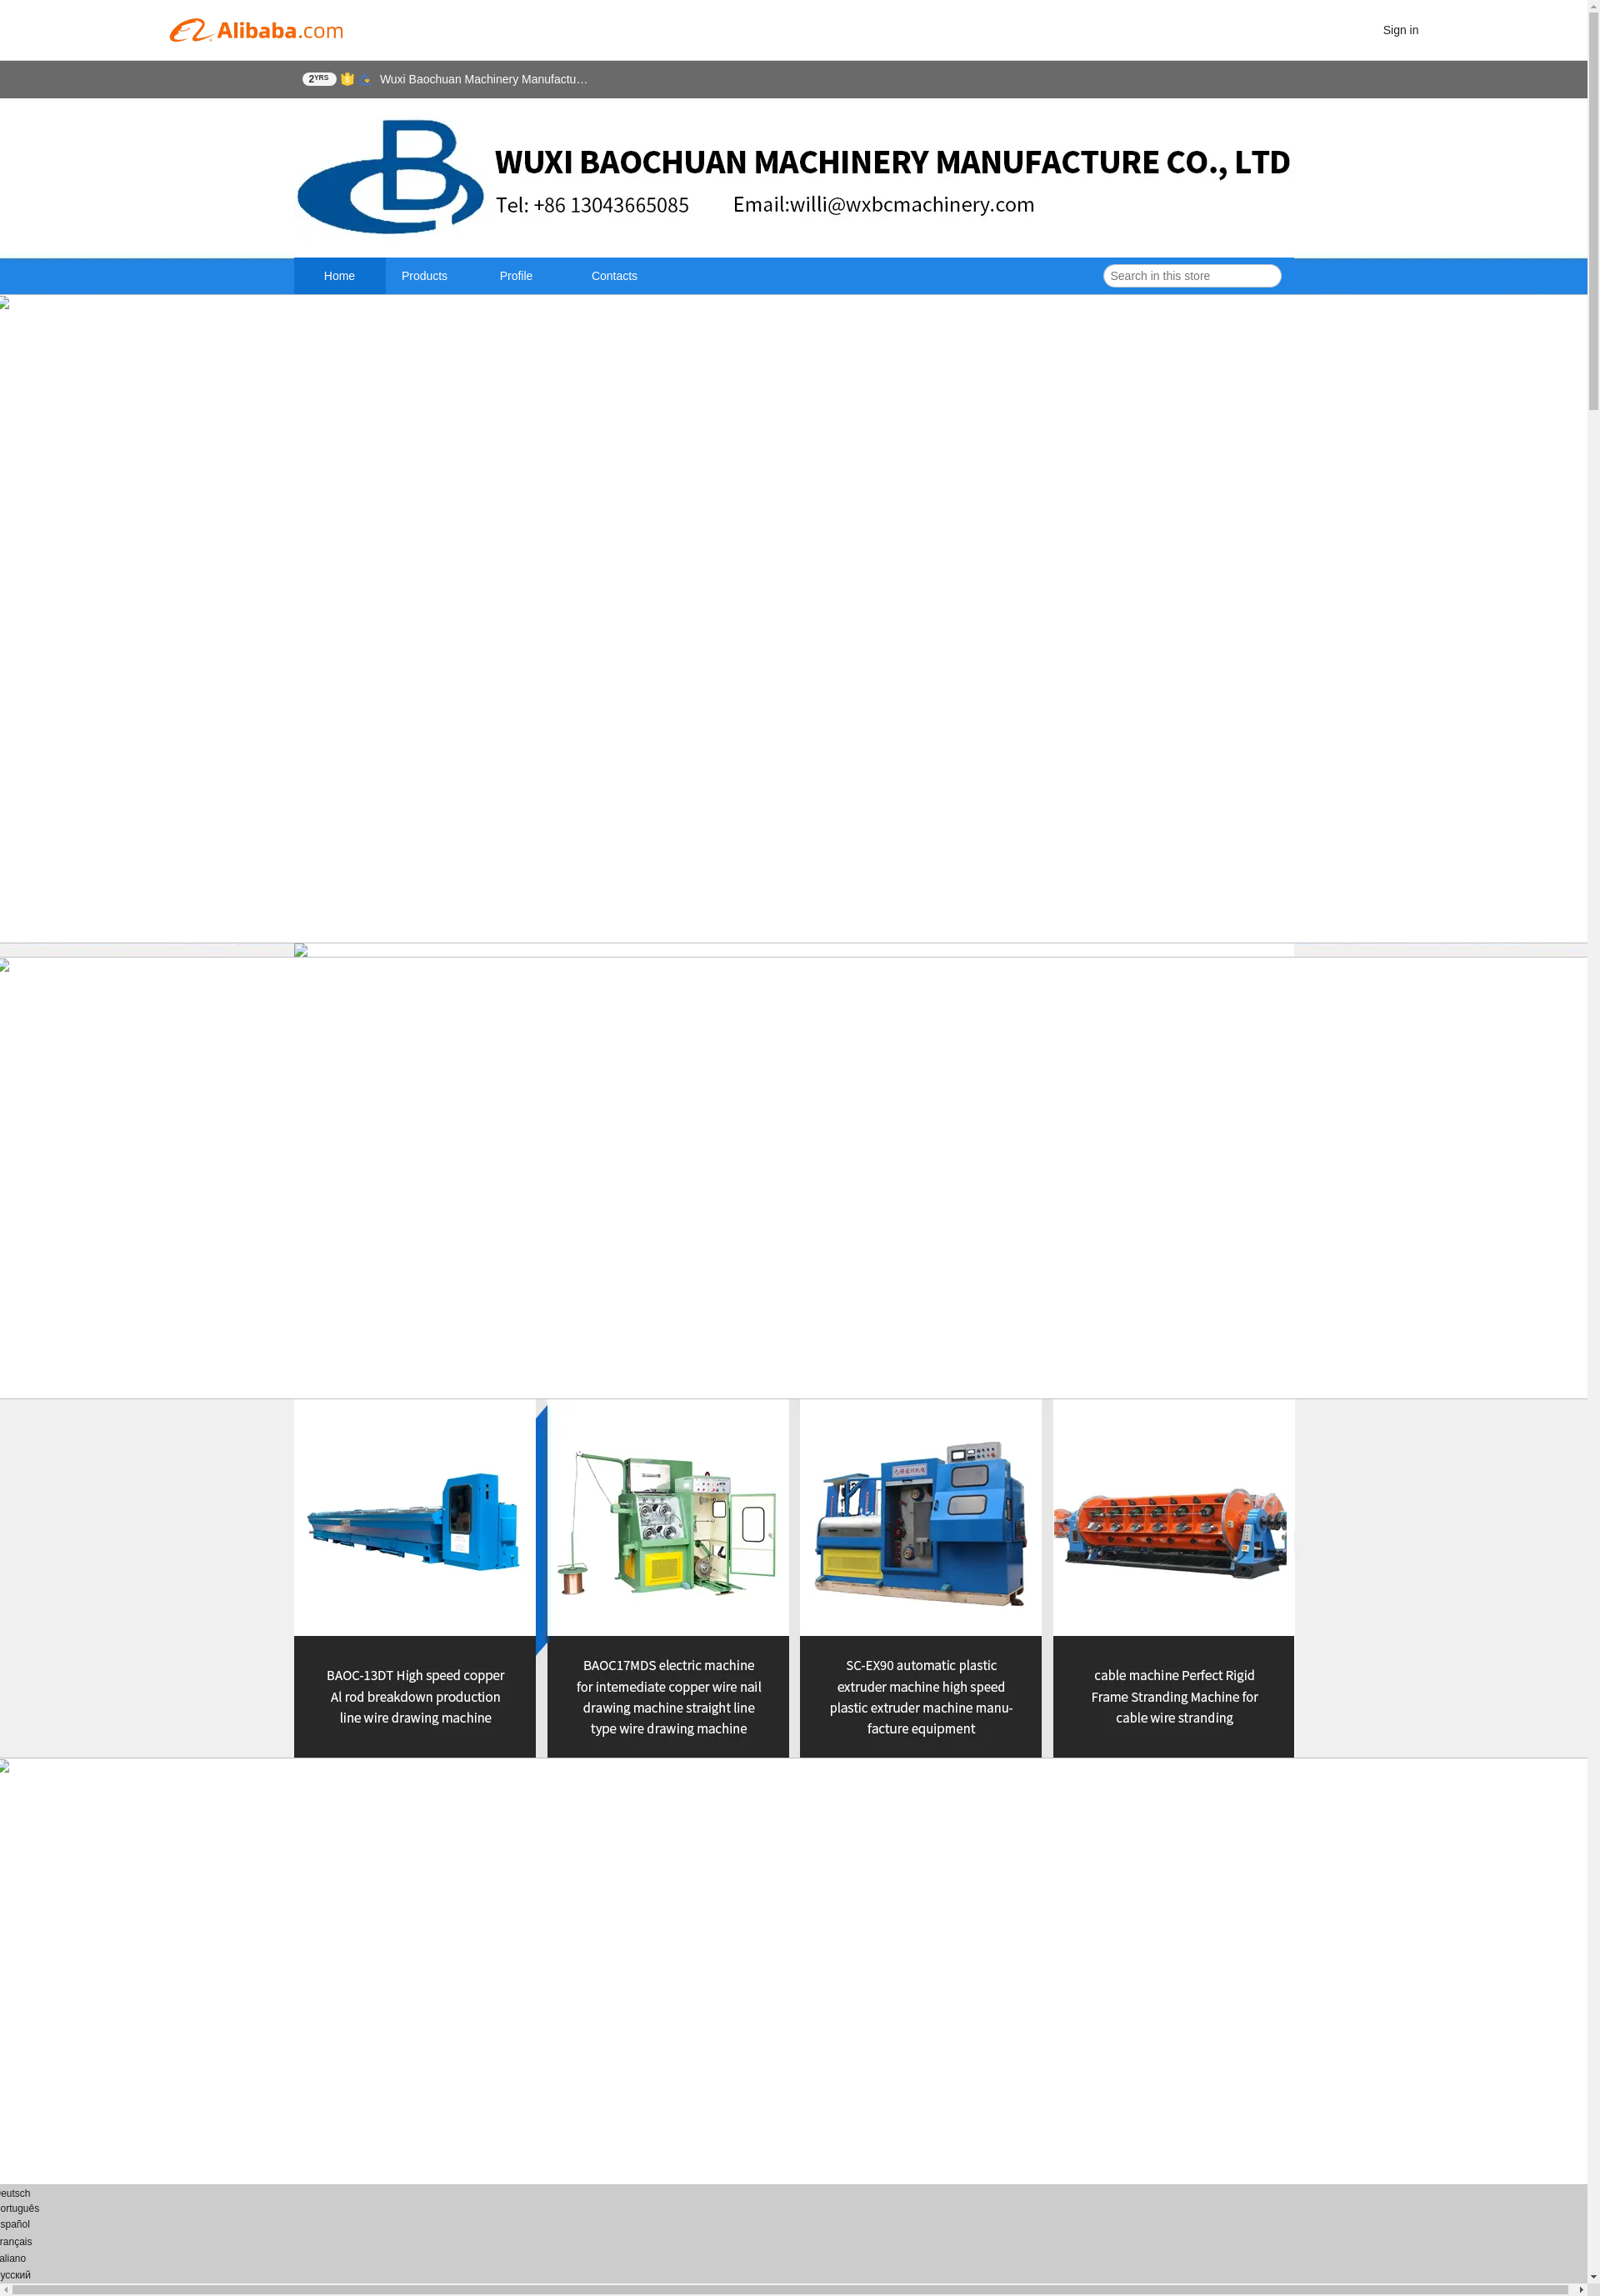 Alibaba.com
Sign in
2YRS Wuxi Baochuan Machinery Manufactu…
WUXI BAOCHUAN MACHINERY MANUFACTURE CO., LTD
Tel: +86 13043665085 Email:willi@wxbcmachinery.com
Home Products Profile Contacts Search in this store
BAOC-13DT High speed copper
Al rod breakdown production
line wire drawing machine
BAOC17MDS electric machine
for intemediate copper wire nail
drawing machine straight line
type wire drawing machine
SC-EX90 automatic plastic
extruder machine high speed
plastic extruder machine manu-
facture equipment
cable machine Perfect Rigid
Frame Stranding Machine for
cable wire stranding
eutsch
ortuguês
spañol
rançais
aliano
усский